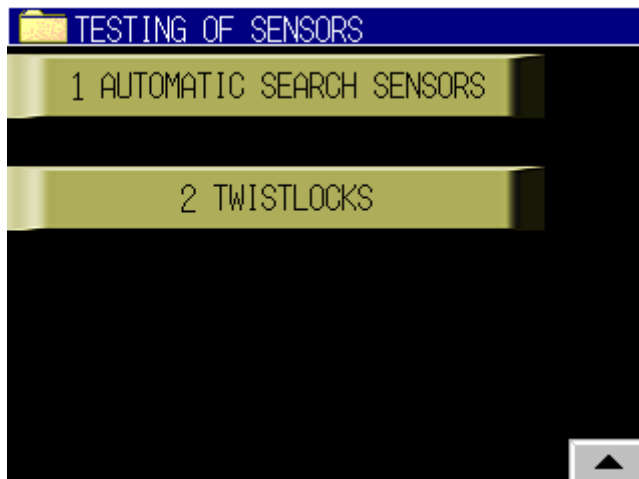 TESTING OF SENSORS
1 AUTOMATIC SEARCH SENSORS
2 TWISTLOCKS